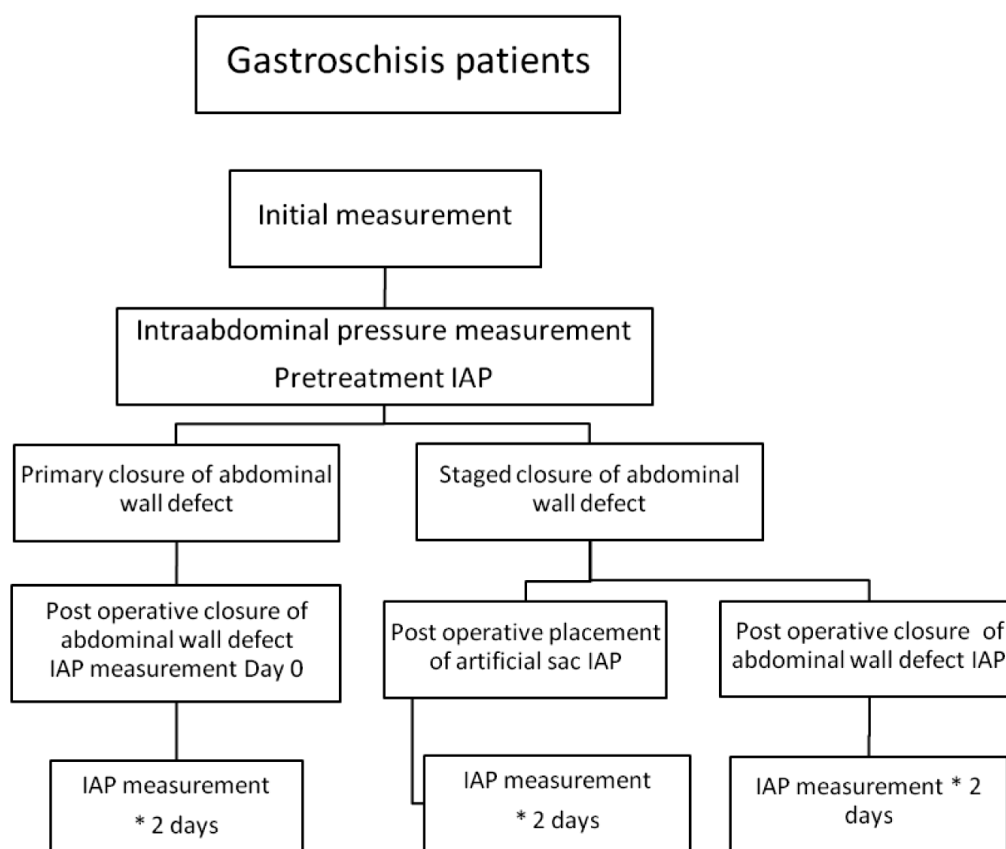 Gastroschisis patients
Initial measurement
Intraabdominal pressure measurement
Pretreatment IAP
Primary closure of abdominal
wall defect
Staged closure of abdominal
wall defect
Post operative closure of
abdominal wall defect
IAP measurement Day 0
Post operative placement
of artificial sac IAP
Post operative closure of
abdominal wall defect IAP
IAP measurement
* 2 days
IAP measurement
* 2 days
IAP measurement * 2
days